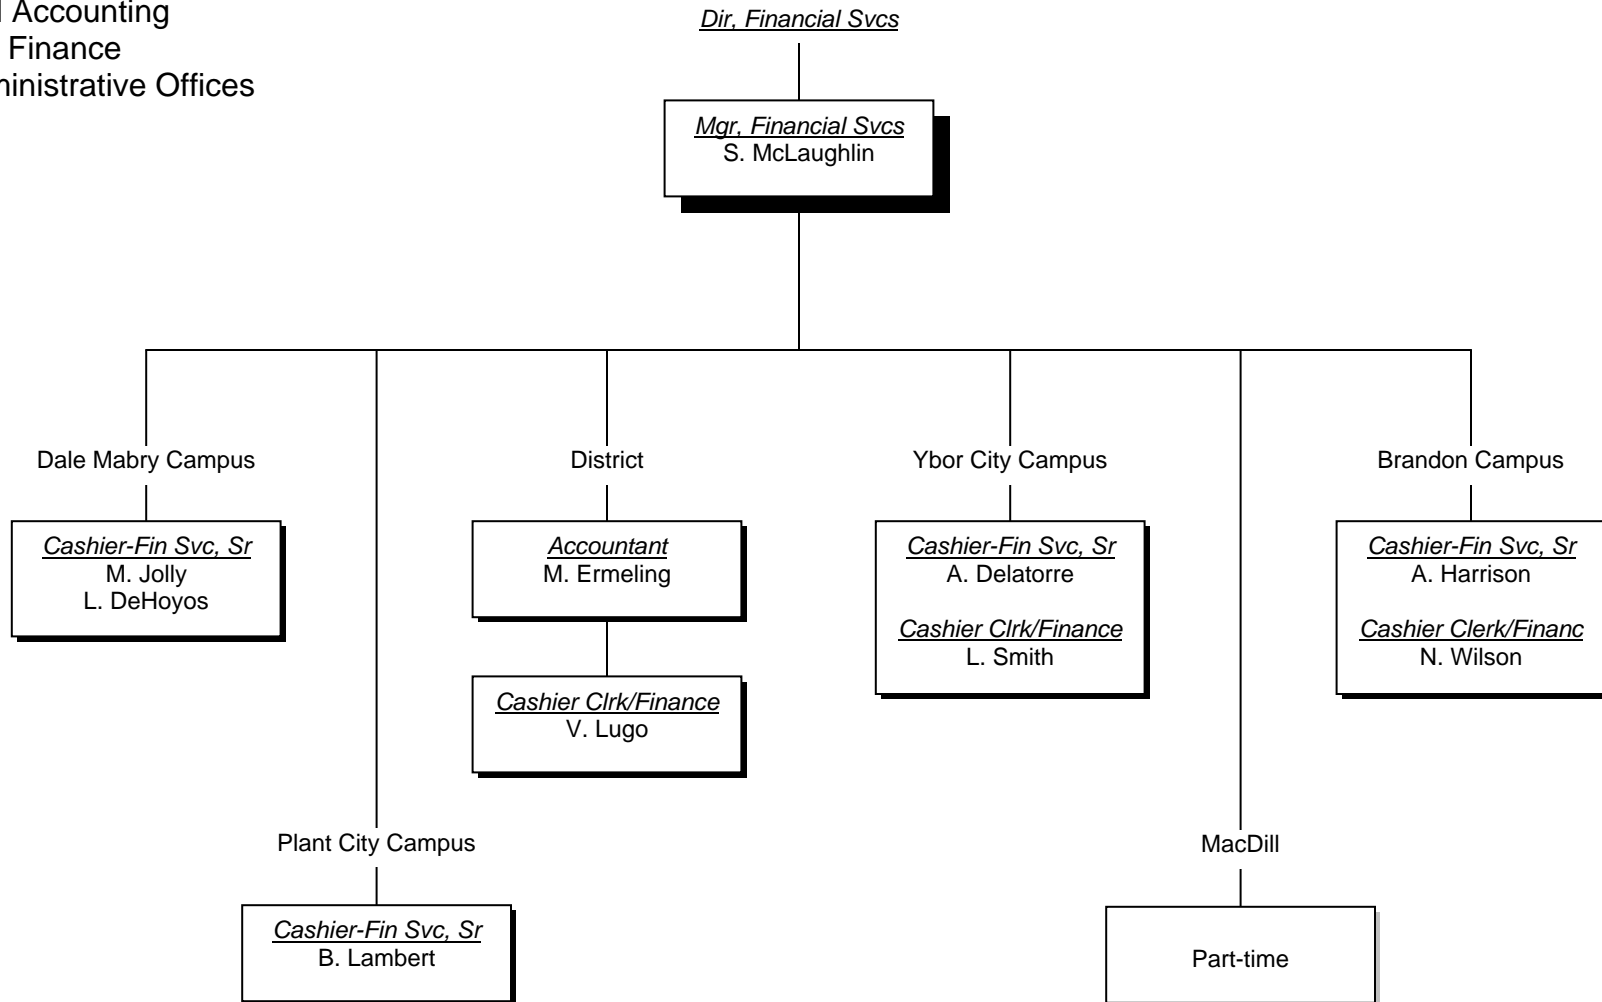 Accounting
Finance
ministrative Offices
Dir, Financial Svcs
Mgr, Financial Svcs
S. McLaughlin
Dale Mabry Campus
Cashier-Fin Svc, Sr
M. Jolly
L. DeHoyos
District
Accountant
M. Ermeling
Cashier Clrk/Finance
V. Lugo
Ybor City Campus
Cashier-Fin Svc, Sr
A. Delatorre
Cashier Clrk/Finance
L. Smith
Brandon Campus
Cashier-Fin Svc, Sr
A. Harrison
Cashier Clerk/Financ
N. Wilson
Plant City Campus
Cashier-Fin Svc, Sr
B. Lambert
MacDill
Part-time